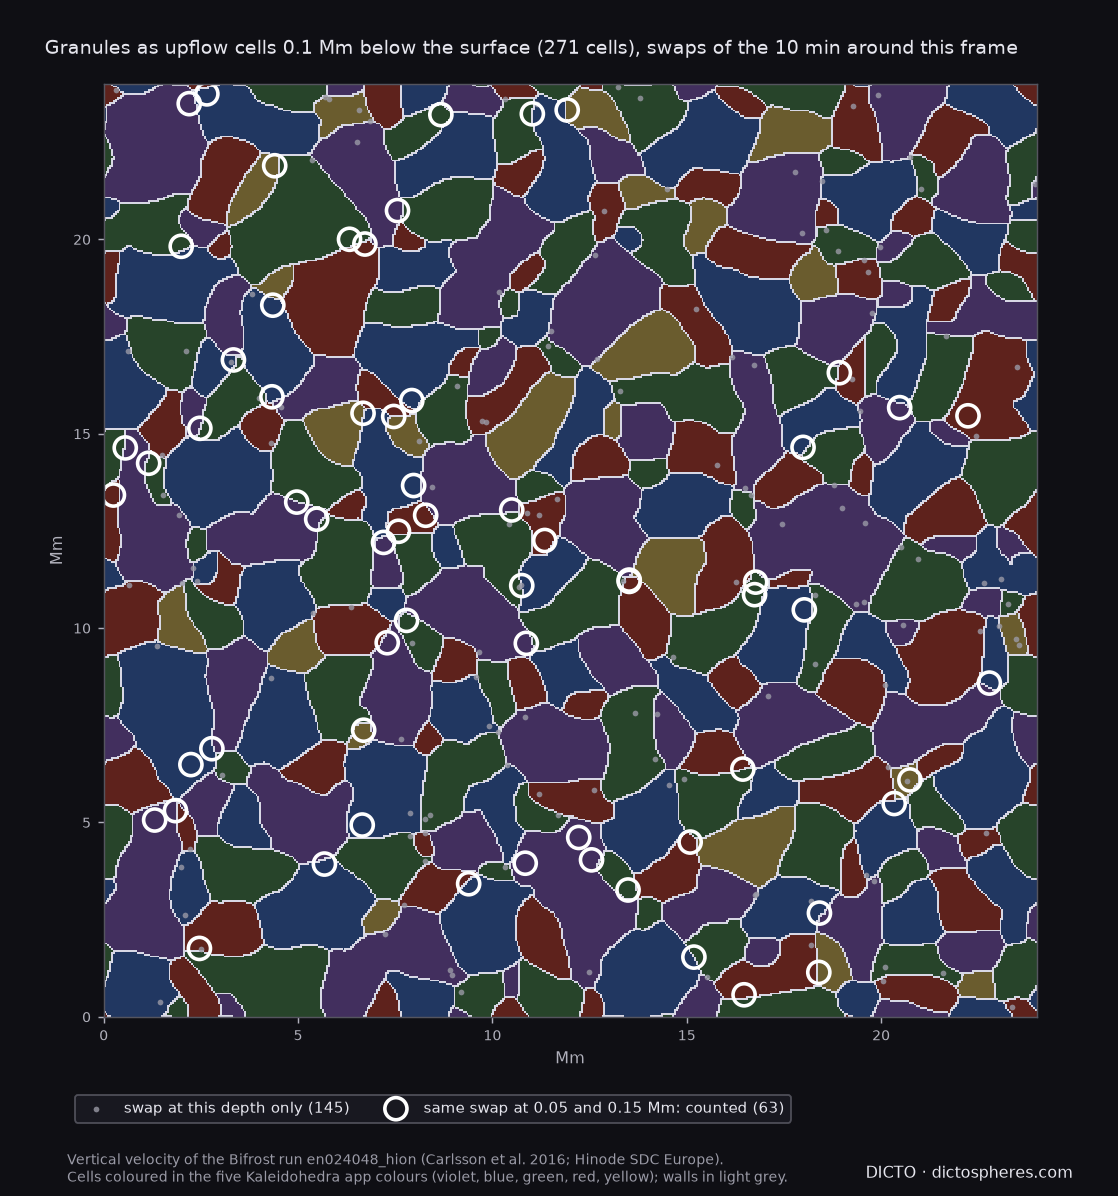 Granules as upflow cells 0.1 Mm below the surface (271 cells), swaps of the 10 min around this frame
20
15
10
5
0
Mm
0 5 10 15 20
Mm
swap at this depth only (145) same swap at 0.05 and 0.15 Mm: counted (63)
Vertical velocity of the Bifrost run en024048_hion (Carlsson et al. 2016; Hinode SDC Europe).
Cells coloured in the five Kaleidohedra app colours (violet, blue, green, red, yellow); walls in light grey.
DICTO · dictospheres.com